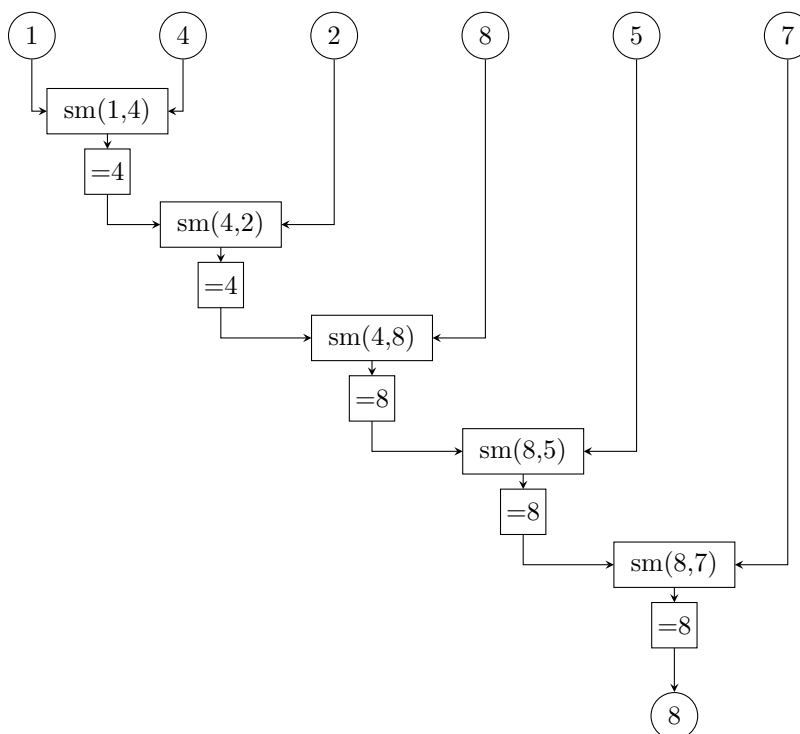 1 4 2 8 5 7
sm(1,4)
=4
sm(4,2)
=4
sm(4,8)
=8
sm(8,5)
=8
sm(8,7)
=8
8